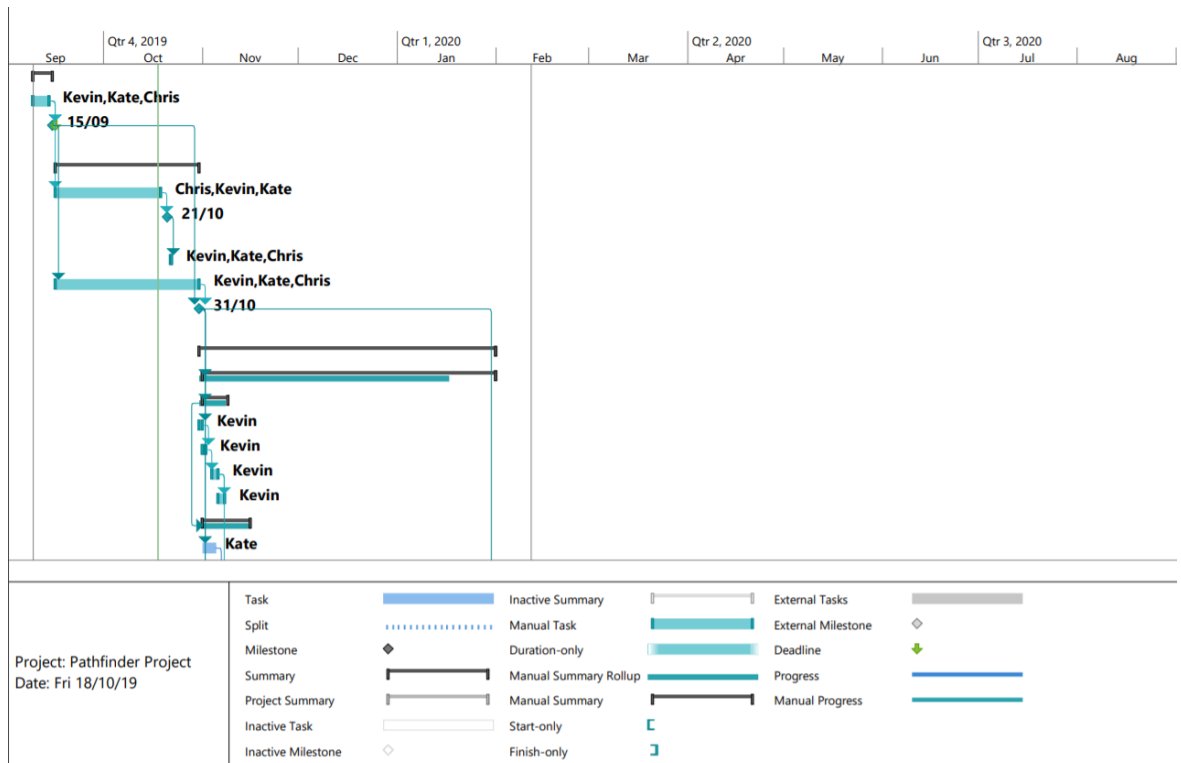 Qtr 4, 2019 Qtr 1, 2020 Qtr 2, 2020 Qtr 3, 2020
Sep Oct Nov Dec Jan Feb Mar Apr May Jun Jul Aug
Kevin,Kate,Chris
15/09
Chris,Kevin,Kate
21/10
Kevin,Kate,Chris
Kevin,Kate,Chris
31/10
Kevin
Kevin
Kevin
Kevin
Kate
Project: Pathfinder Project
Date: Fri 18/10/19
Task
Split
Milestone
Summary
Project Summary
Inactive Task
Inactive Milestone
Inactive Summary
Manual Task
Duration-only
Manual Summary Rollup
Manual Summary
Start-only
Finish-only
External Tasks
External Milestone
Deadline
Progress
Manual Progress